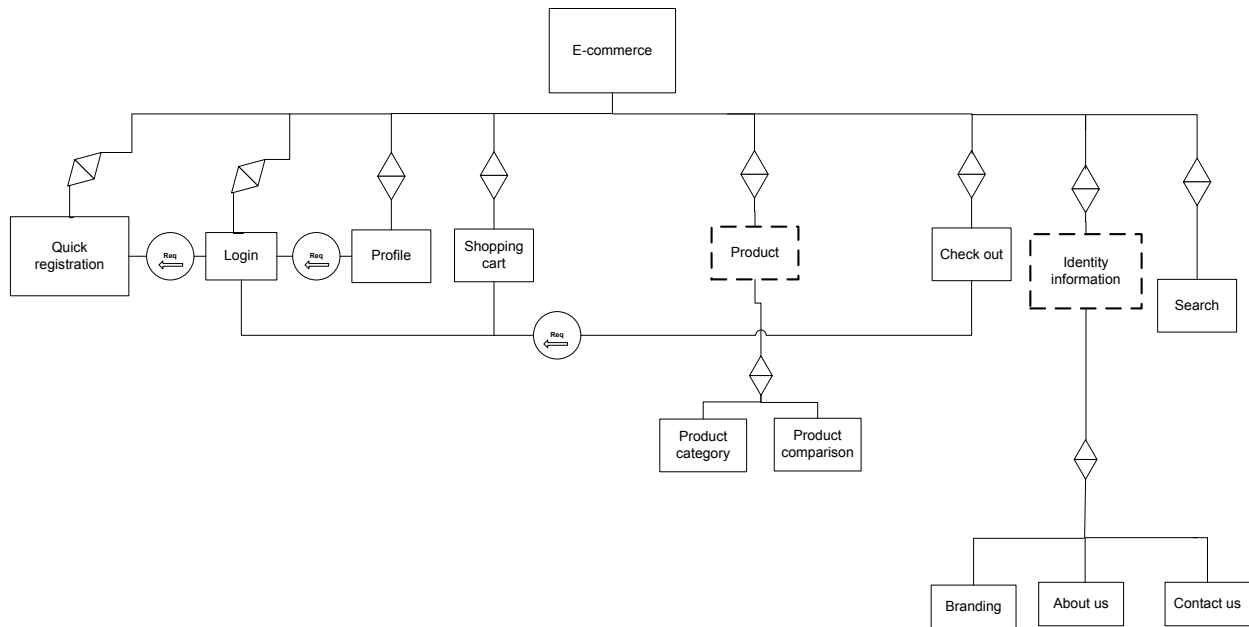 E-commerce
Quick
registration
Req
Login
Req
Profile
Shopping
cart
Product
Check out
Identity
information
Search
Req
Product
category
Product
comparison
Branding
About us
Contact us